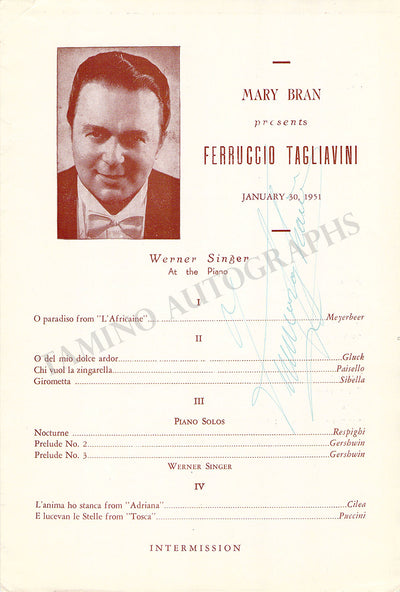 MARY BRAN
presents
FERRUCCIO TAGLIAVINI
JANUARY 30, 1951
Werner Singer
At the Piano
TAMINO AUTOGRAPHS
I
O paradiso from "L'Africaine" Meyerbeer
II
O del mio dolce ardor Gluck
Chi vuol la zingarella Paisello
Girometta Sibella
III
PIANO SOLOS
Nocturne Respighi
Prelude No. 2 Gershwin
Prelude No. 3 Gershwin
WERNER SINGER
IV
L'anima ho stanca from "Adriana" Cilea
E lucevan le Stelle from "Tosca" Puccini
INTERMISSION